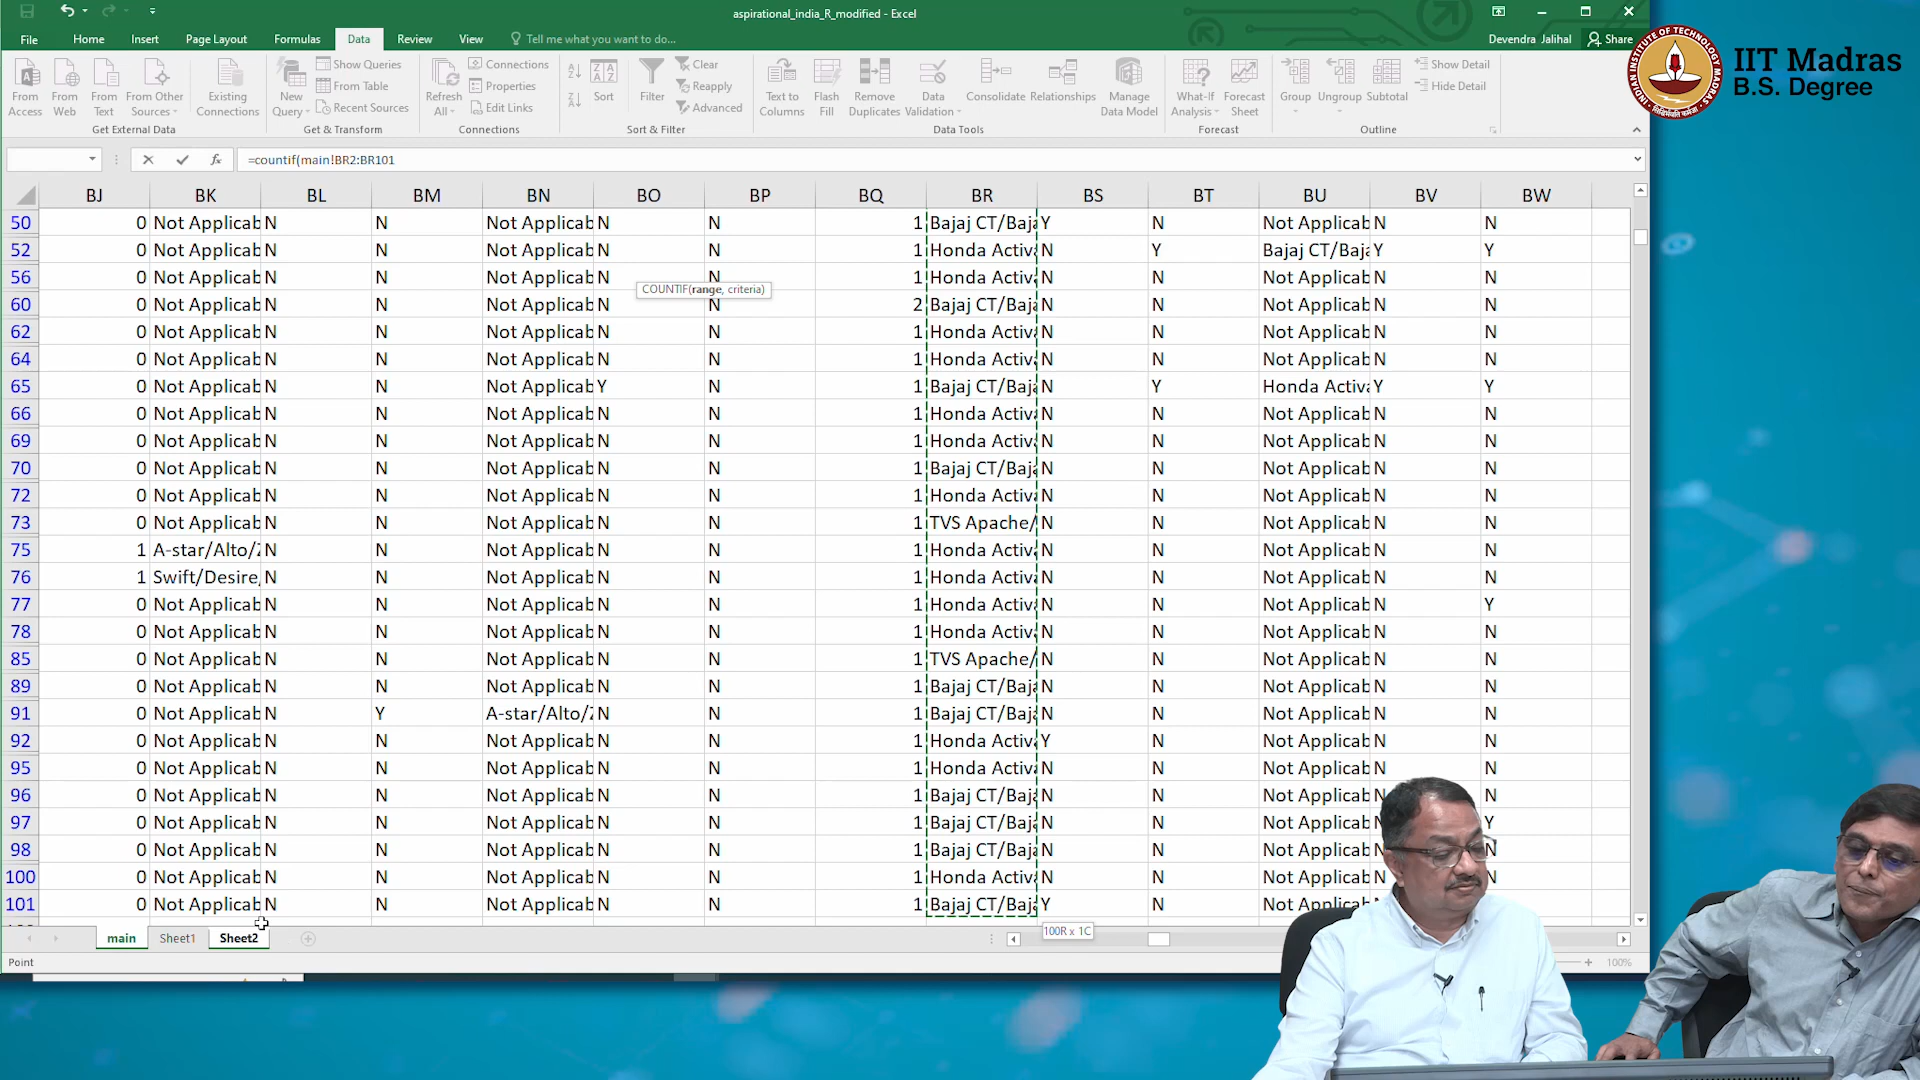 aspirational_india_R_modified - Excel
File Home Insert Page Layout Formulas Data Review View Tell me what you want to do... Devendra Jalihal Share
IIT Madras
B.S. Degree
From Access From Web From Text From Other Sources Existing Connections New Query Show Queries From Table Recent Sources Refresh All Connections Properties Edit Links Sort Filter Clear Reapply Advanced Text to Columns Flash Fill Remove Duplicates Data Validation Consolidate Relationships Manage Data Model What-If Analysis Forecast Sheet Group Ungroup Subtotal Show Detail Hide Detail
Get External Data Get & Transform Connections Sort & Filter Data Tools Forecast Outline
=countif(main!BR2:BR101
BJ BK BL BM BN BO BP BQ BR BS BT BU BV BW
50 0 Not Applicab N N Not Applicab N N 1 Bajaj CT/Baja Y N Not Applicab N N
52 0 Not Applicab N N Not Applicab N N 1 Honda Activa N Y Bajaj CT/Baja Y Y
56 0 Not Applicab N N Not Applicab N N 1 Honda Activa N N Not Applicab N N
COUNTIF(range, criteria)
60 0 Not Applicab N N Not Applicab N N 2 Bajaj CT/Baja N N Not Applicab N N
62 0 Not Applicab N N Not Applicab N N 1 Honda Activa N N Not Applicab N N
64 0 Not Applicab N N Not Applicab N N 1 Honda Activa N N Not Applicab N N
65 0 Not Applicab N N Not Applicab Y N 1 Bajaj CT/Baja N Y Honda Activa Y Y
66 0 Not Applicab N N Not Applicab N N 1 Honda Activa N N Not Applicab N N
69 0 Not Applicab N N Not Applicab N N 1 Honda Activa N N Not Applicab N N
70 0 Not Applicab N N Not Applicab N N 1 Bajaj CT/Baja N N Not Applicab N N
72 0 Not Applicab N N Not Applicab N N 1 Honda Activa N N Not Applicab N N
73 0 Not Applicab N N Not Applicab N N 1 TVS Apache/ N N Not Applicab N N
75 1 A-star/Alto/Z N N Not Applicab N N 1 Honda Activa N N Not Applicab N N
76 1 Swift/Desire, N N Not Applicab N N 1 Honda Activa N N Not Applicab N N
77 0 Not Applicab N N Not Applicab N N 1 Honda Activa N N Not Applicab N Y
78 0 Not Applicab N N Not Applicab N N 1 Honda Activa N N Not Applicab N N
85 0 Not Applicab N N Not Applicab N N 1 TVS Apache/ N N Not Applicab N N
89 0 Not Applicab N N Not Applicab N N 1 Bajaj CT/Baja N N Not Applicab N N
91 0 Not Applicab N Y A-star/Alto/Z N N 1 Bajaj CT/Baja N N Not Applicab N N
92 0 Not Applicab N N Not Applicab N N 1 Honda Activa Y N Not Applicab N N
95 0 Not Applicab N N Not Applicab N N 1 Honda Activa N N Not Applicab N N
96 0 Not Applicab N N Not Applicab N N 1 Bajaj CT/Baja N N Not Applicab N N
97 0 Not Applicab N N Not Applicab N N 1 Bajaj CT/Baja N N Not Applicab Y
98 0 Not Applicab N N Not Applicab N N 1 Bajaj CT/Baja N N Not Applicab N
100 0 Not Applicab N N Not Applicab N N 1 Honda Activa N N Not Applicab N
101 0 Not Applicab N N Not Applicab N N 1 Bajaj CT/Baja Y N Not Applicab
100R x 1C
main Sheet1 Sheet2
Point 100%